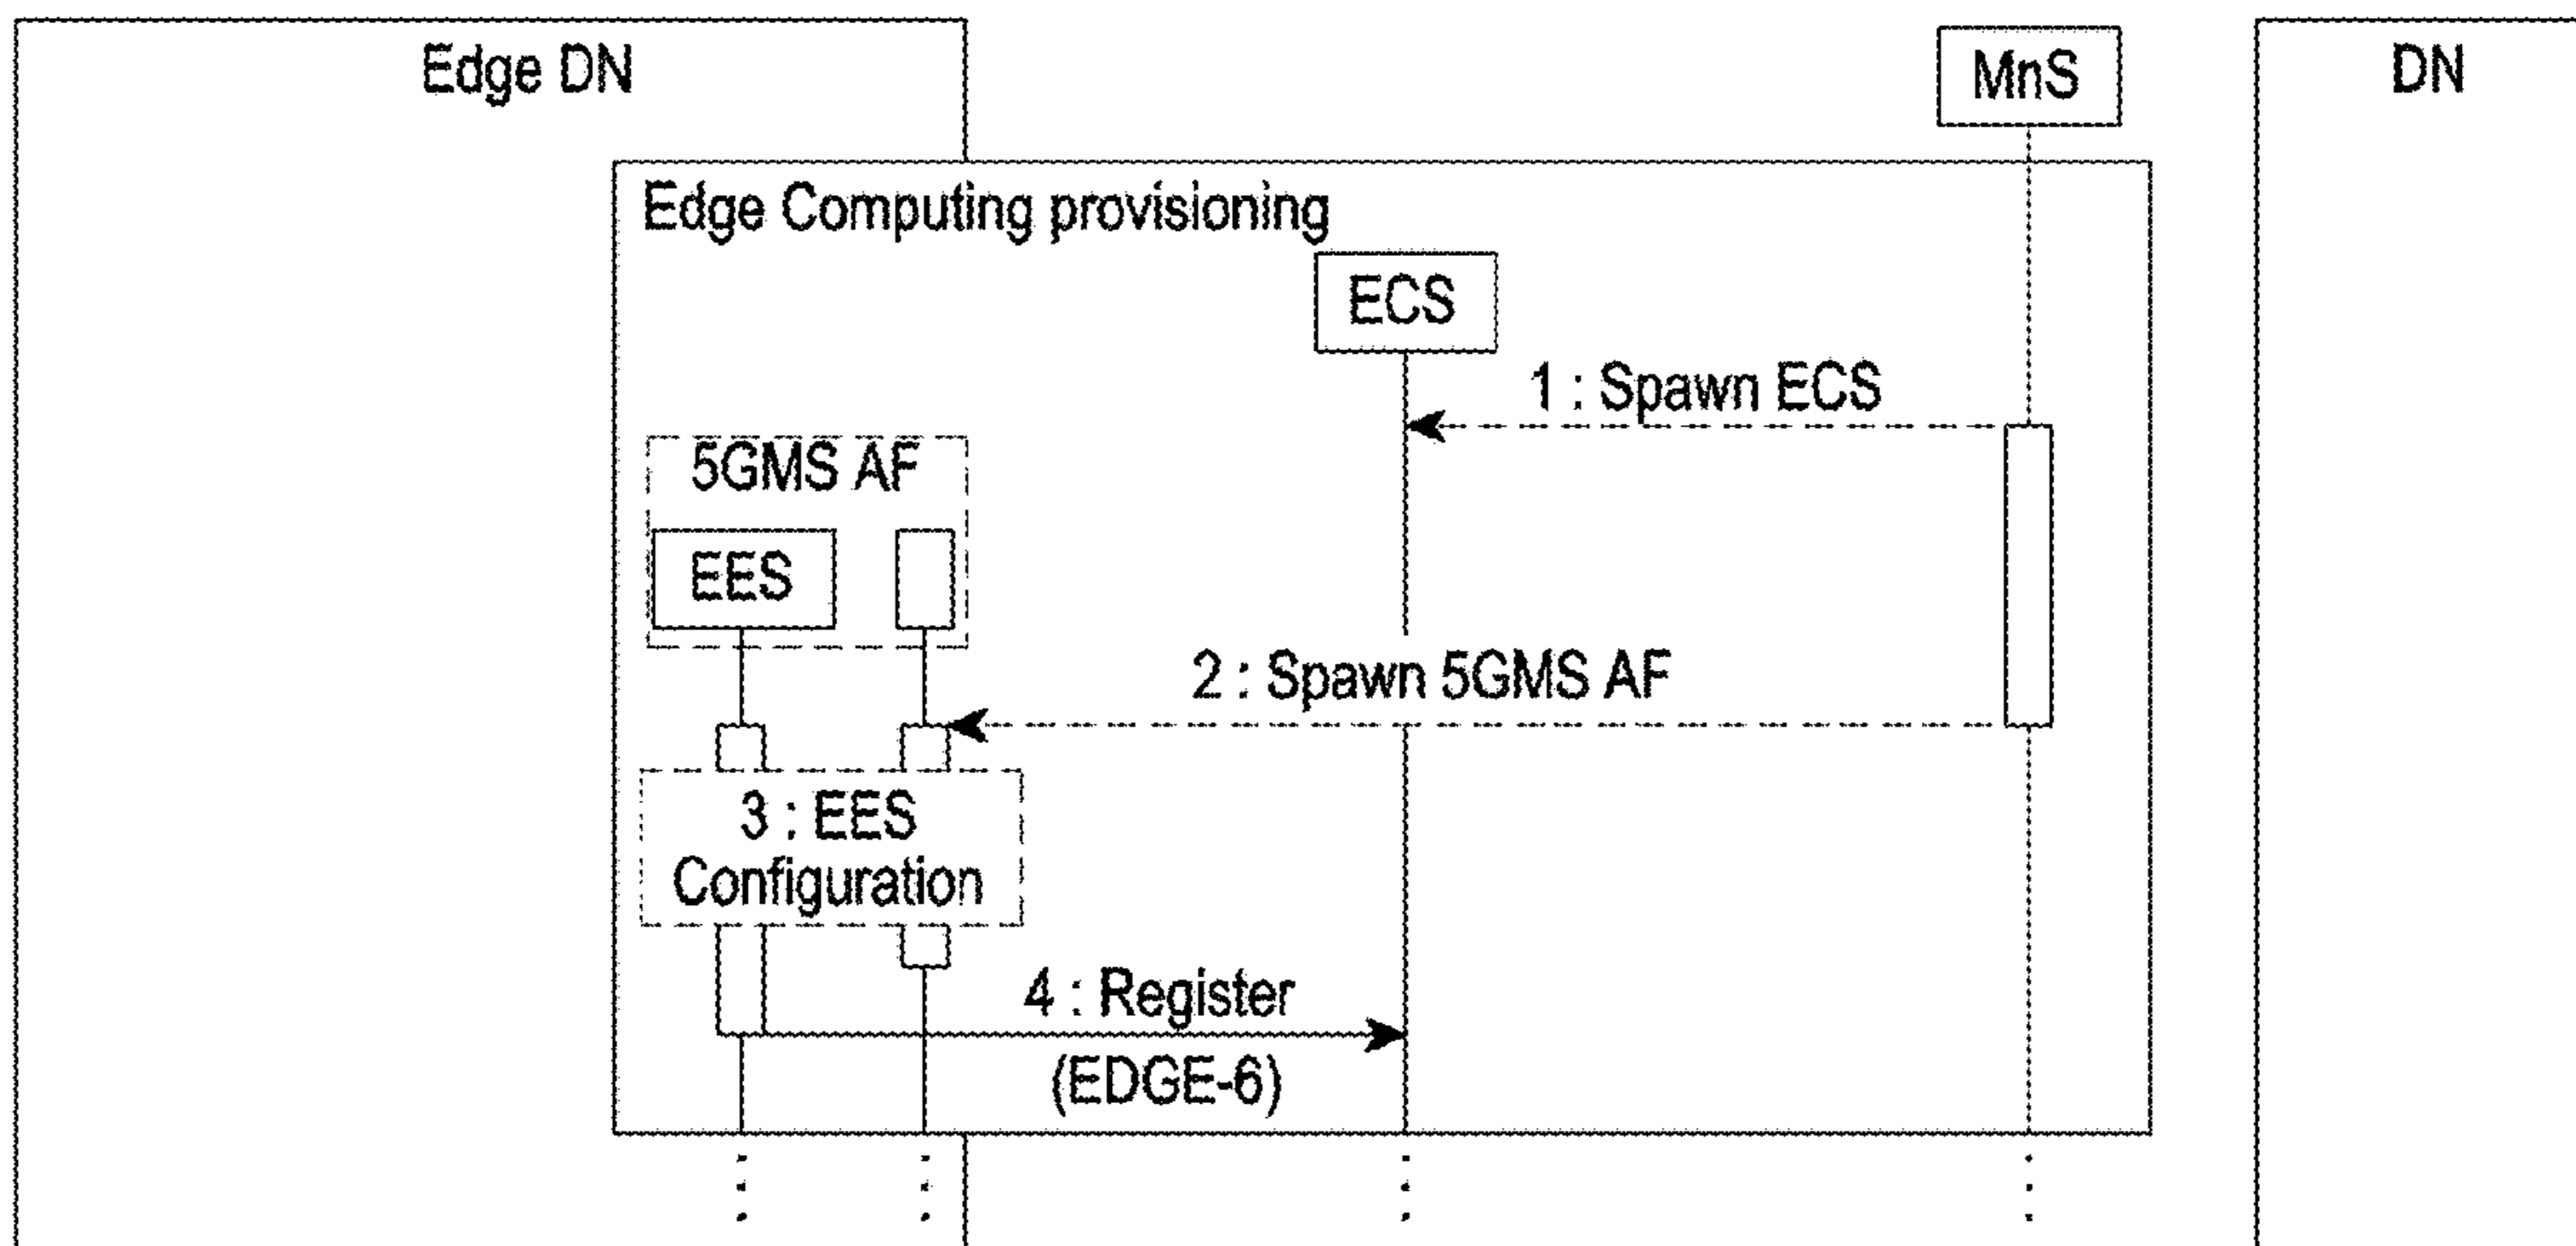 Edge DN
MnS
DN
Edge Computing provisioning
ECS
1 : Spawn ECS
5GMS AF
EES
2 : Spawn 5GMS AF
3 : EES
Configuration
4 : Register
(EDGE-6)